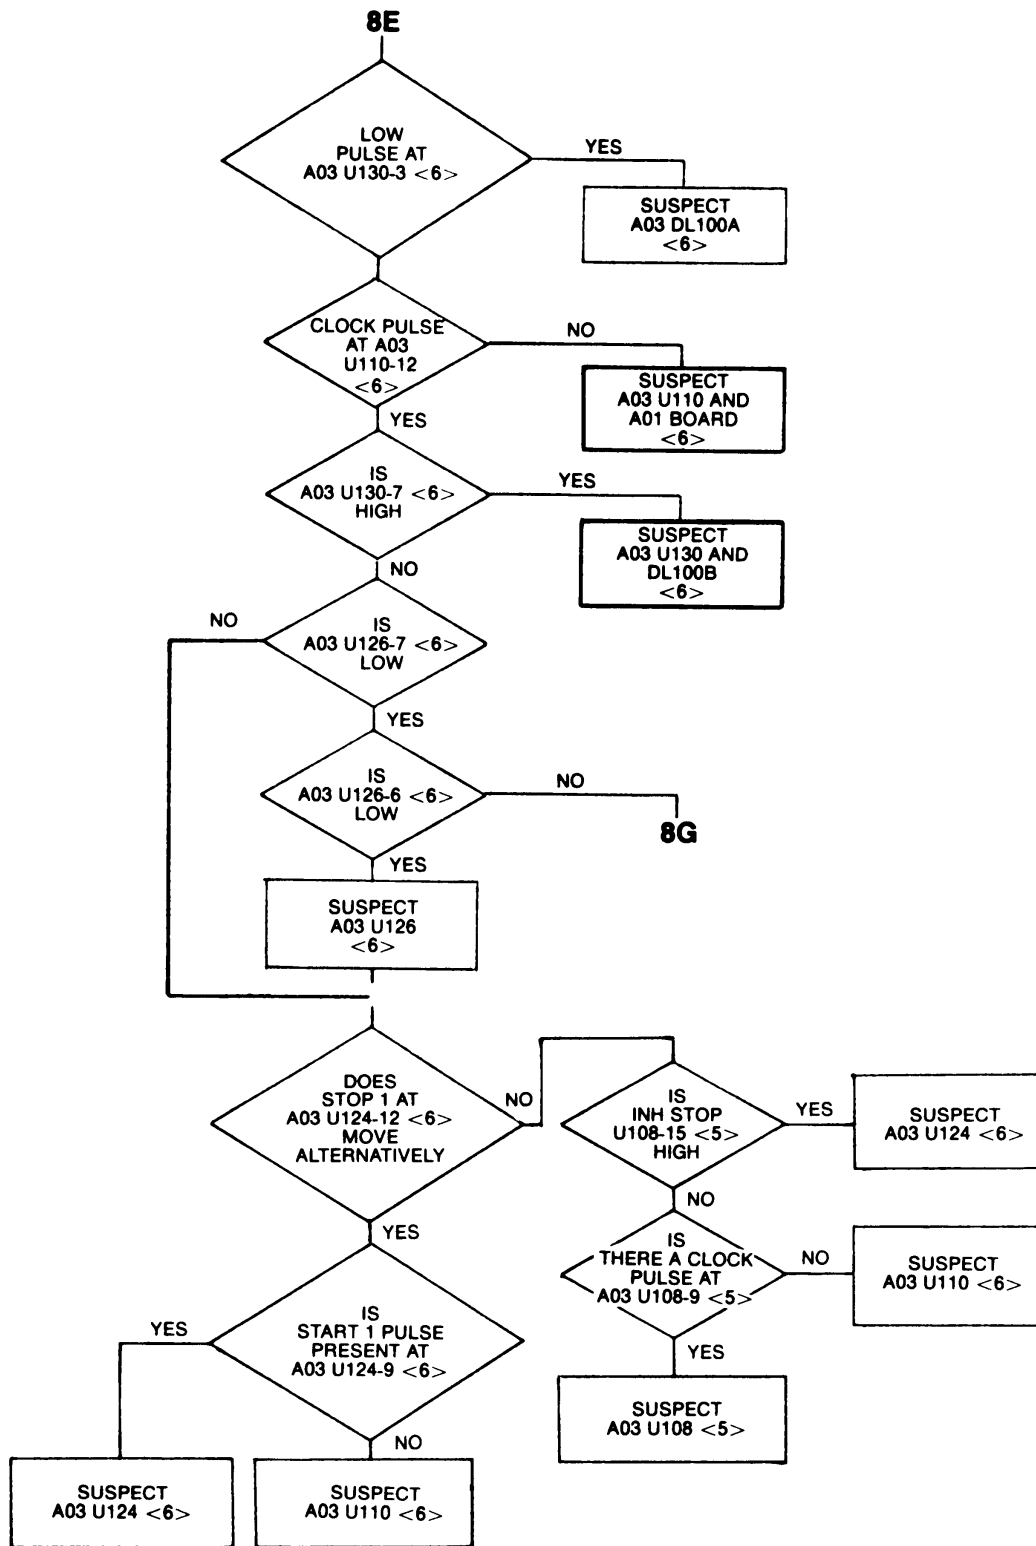 8E
LOW
PULSE AT
A03 U130-3 <6>
YES
SUSPECT
A03 DL100A
<6>
CLOCK PULSE
AT A03
U110-12
<6>
NO
SUSPECT
A03 U110 AND
A01 BOARD
<6>
YES
IS
A03 U130-7 <6>
HIGH
YES
SUSPECT
A03 U130 AND
DL100B
<6>
NO
NO
IS
A03 U126-7 <6>
LOW
YES
IS
A03 U126-6 <6>
LOW
NO
8G
YES
SUSPECT
A03 U126
<6>
DOES
STOP 1 AT
A03 U124-12 <6>
MOVE
ALTERNATIVELY
NO
IS
INH STOP
U108-15 <5>
HIGH
YES
SUSPECT
A03 U124 <6>
NO
YES
IS
THERE A CLOCK
PULSE AT
A03 U108-9 <5>
NO
SUSPECT
A03 U110 <6>
YES
IS
START 1 PULSE
PRESENT AT
A03 U124-9 <6>
YES
SUSPECT
A03 U108 <5>
NO
SUSPECT
A03 U124 <6>
SUSPECT
A03 U110 <6>